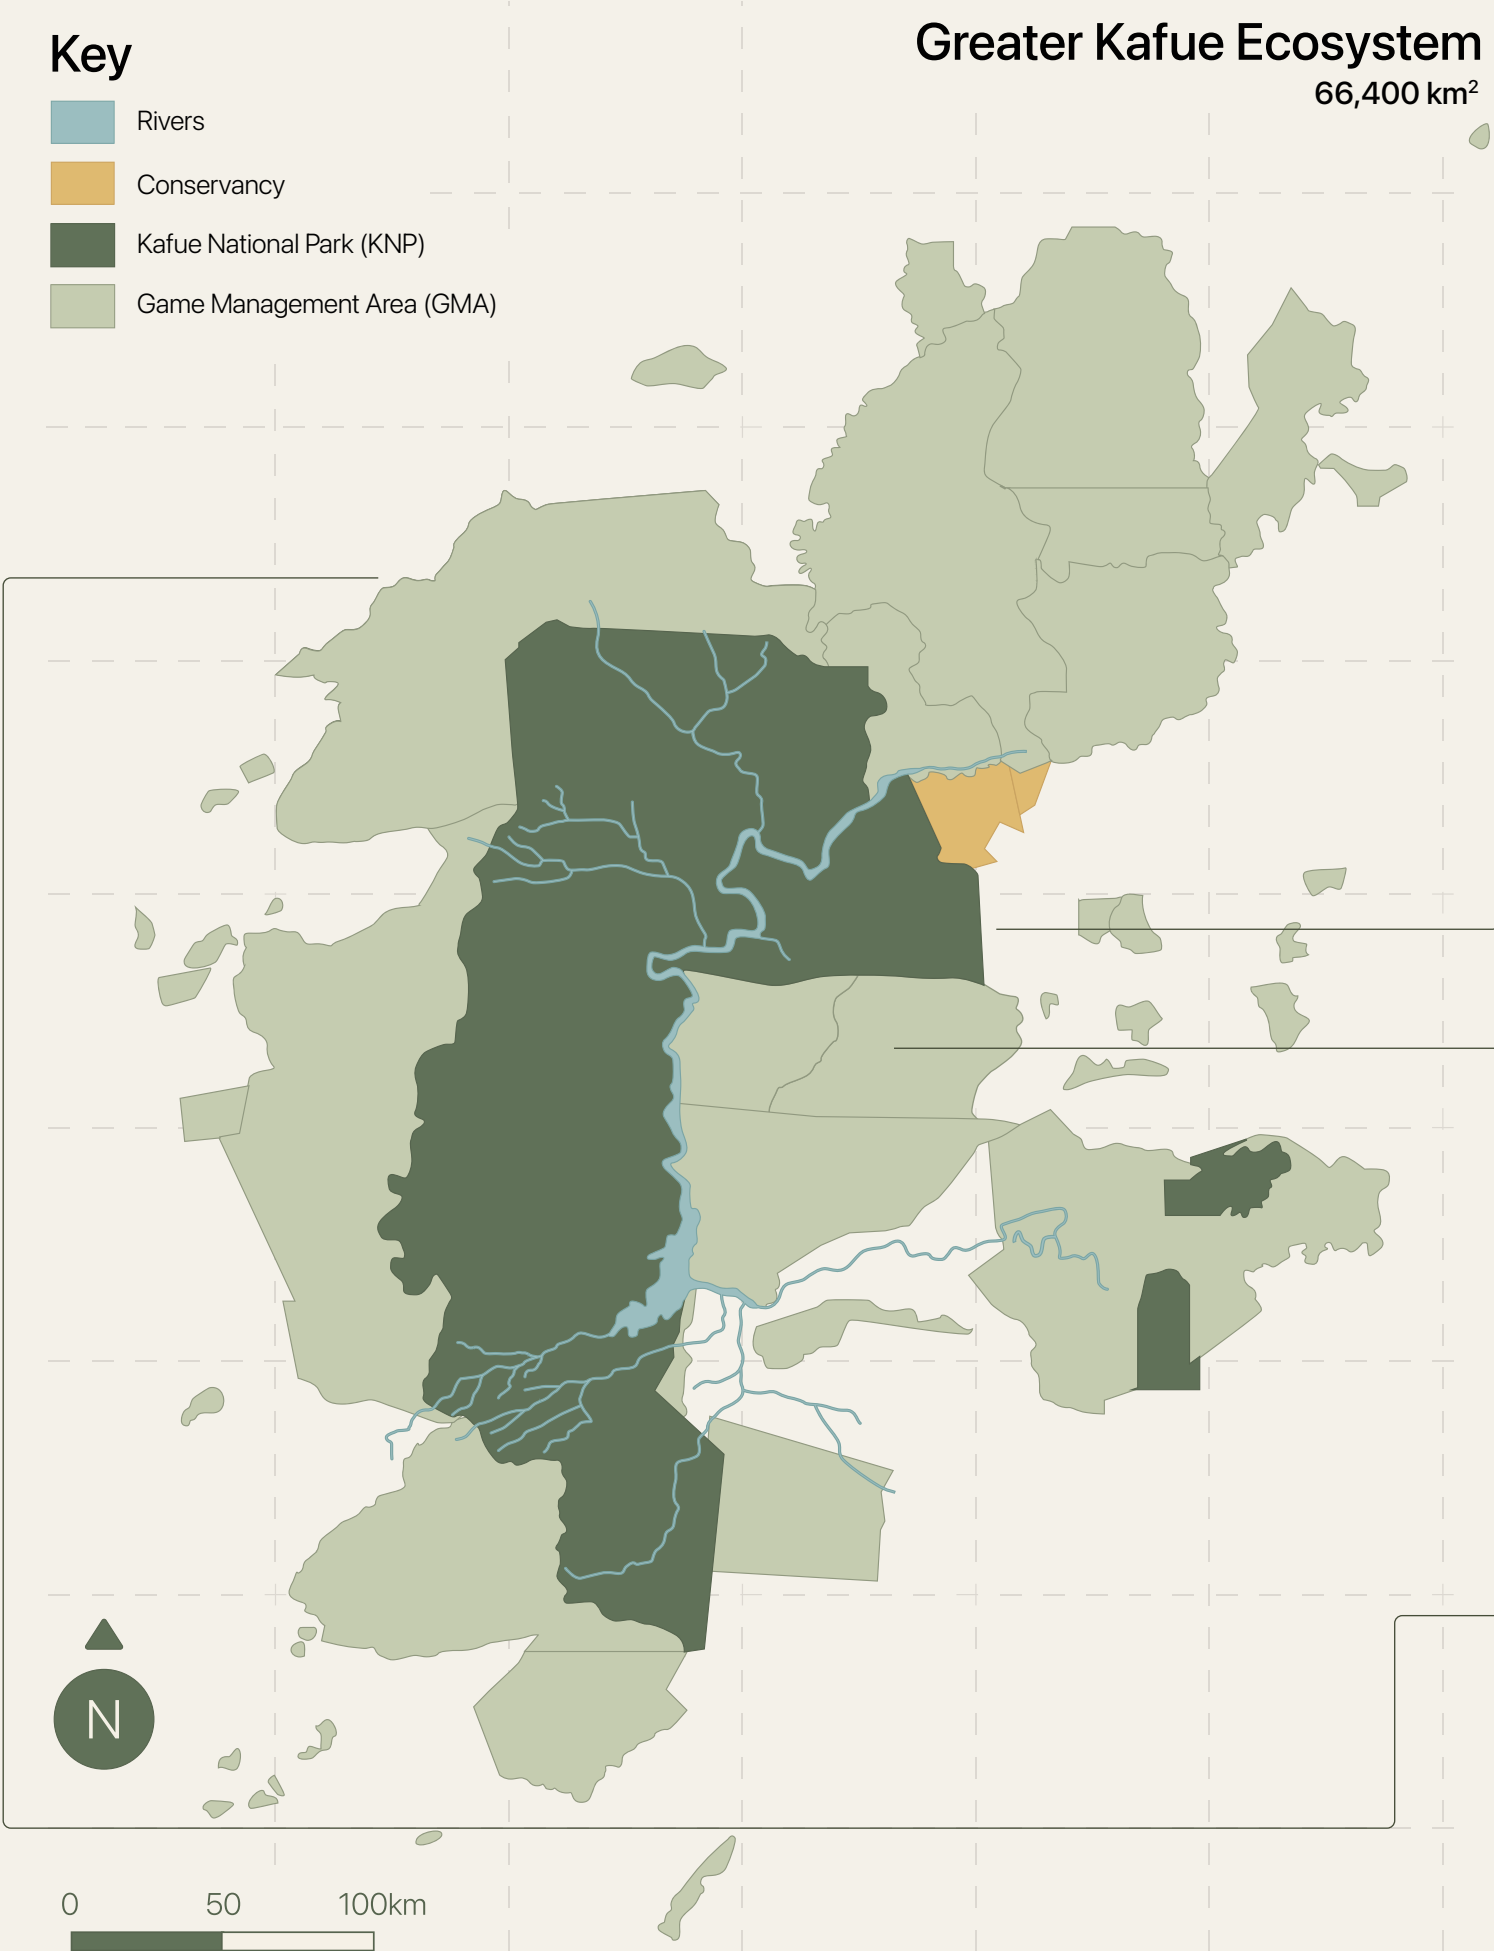 Key
Rivers
Conservancy
Kafue National Park (KNP)
Game Management Area (GMA)
Greater Kafue Ecosystem
66,400 km²
N
0 50 100km